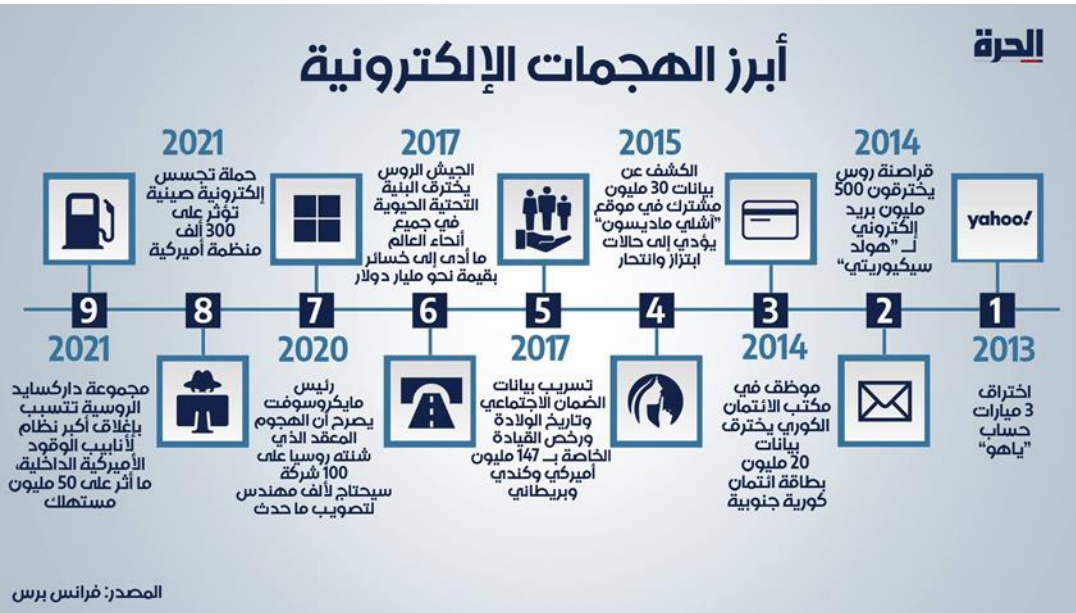 الحرة
أبرز الهجمات الإلكترونية
yahoo!
1
2013
اختراق
3 ميارات
حساب
"ياهو"
2014
قراصنة روس
يخترقون 500
مليون بريد
إلكتروني
لــ "هولد
سيكيوريتي"
2
3
2014
موظف في
مكتب الائتمان
الكوري يخترق
بيانات
20 مليون
بطاقة ائتمان
كورية جنوبية
2015
الكشف عن
بيانات 30 مليون
مشترك في موقع
"آشلي ماديسون"
يؤدي إلى حالات
ابتزاز وانتحار
4
5
2017
تسريب بيانات
الضمان الاجتماعي
وتاريخ الولادة
ورخص القيادة
الخاصة بــ 147 مليون
أميركي وكندي
وبريطاني
2017
الجيش الروس
يخترق البنية
التحتية الحيوية
في جميع
أنحاء العالم
ما أدى إلى خسائر
بقيمة نحو مليار دولار
6
7
2020
رئيس
مايكروسوفت
يصرح أن الهجوم
المعقد الذي
شنته روسيا على
100 شركة
سيحتاج لألف مهندس
لتصويب ما حدث
2021
حملة تجسس
إلكترونية صينية
تؤثر على
300 ألف
منظمة أميركية
8
9
2021
مجموعة داركسايد
الروسية تتسبب
بإغلاق أكبر نظام
لأنابيب الوقود
الأميركية الداخلية،
ما أثر على 50 مليون
مستهلك
المصدر: فرانس برس